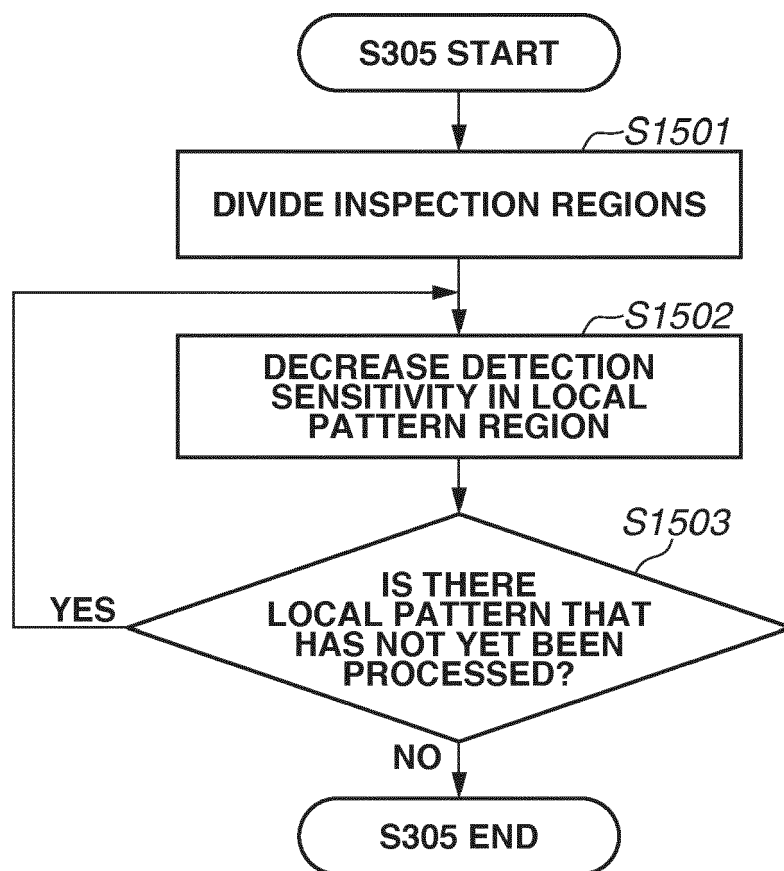 S305 START
S1501
DIVIDE INSPECTION REGIONS
S1502
DECREASE DETECTION
SENSITIVITY IN LOCAL
PATTERN REGION
S1503
IS THERE
LOCAL PATTERN THAT
HAS NOT YET BEEN
PROCESSED?
YES
NO
S305 END